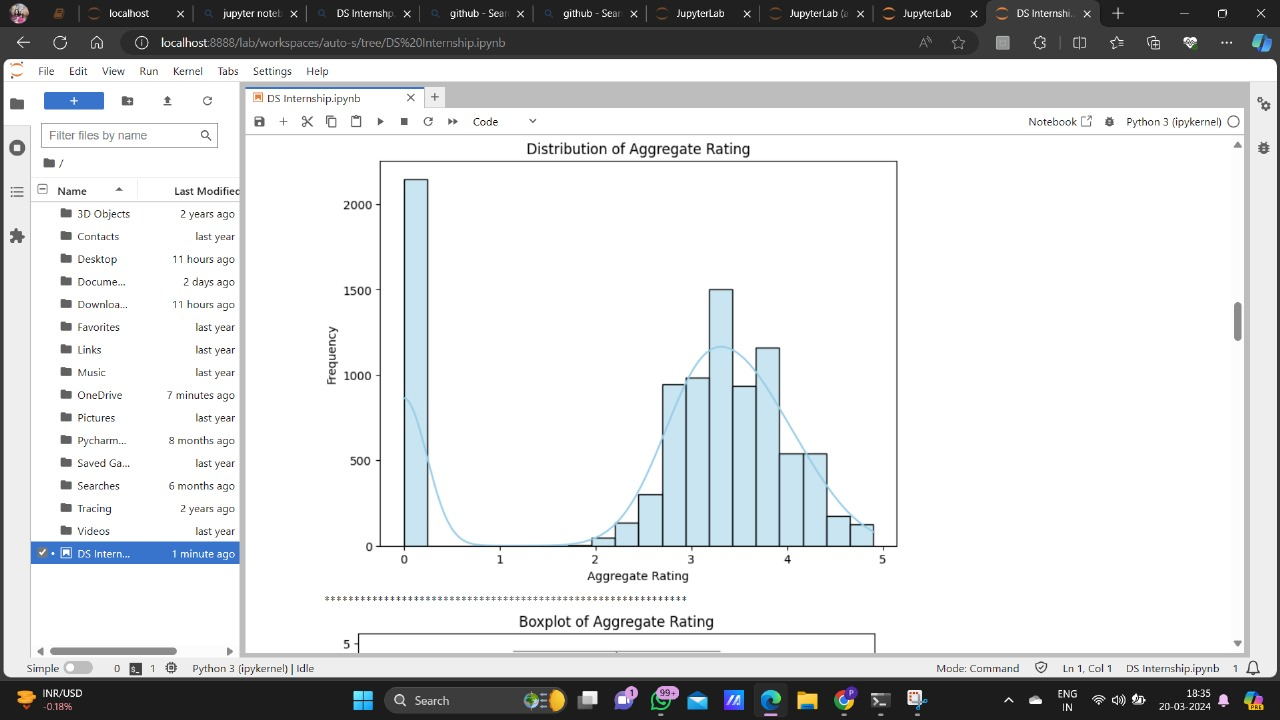 localhost
jupyter noteb
DS Internship.
github - Sear
github - Sear
JupyterLab
JupyterLab (a
JupyterLab
DS Internshi
localhost:8888/lab/workspaces/auto-s/tree/DS%20Internship.ipynb
File Edit View Run Kernel Tabs Settings Help
DS Internship.ipynb
Filter files by name
Code
Notebook
Python 3 (ipykernel)
/
Name Last Modified
3D Objects 2 years ago
Contacts last year
Desktop 11 hours ago
Docume... 2 days ago
Downloa... 11 hours ago
Favorites last year
Links last year
Music last year
OneDrive 7 minutes ago
Pictures last year
Pycharm... 8 months ago
Saved Ga... last year
Searches 6 months ago
Tracing 2 years ago
Videos last year
DS Intern... 1 minute ago
Distribution of Aggregate Rating
Frequency
2000
1500
1000
500
0
0 1 2 3 4 5
Aggregate Rating
************************************************************
Boxplot of Aggregate Rating
5
Simple 0 1 Python 3 (ipykernel) | Idle Mode: Command Ln 1, Col 1 DS Internship.ipynb 1
INR/USD
-0.18%
Search
1
99+
P
ENG
IN
18:35
20-03-2024
PRE